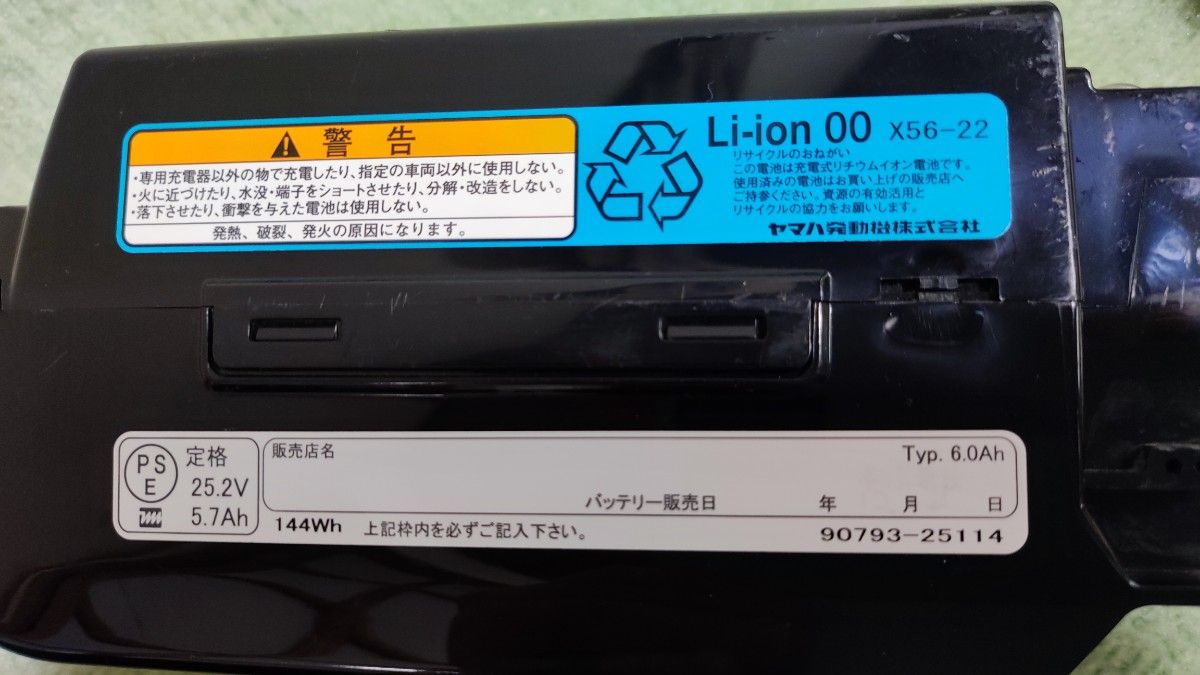 警告
・専用充電器以外の物で充電したり、指定の車両以外に使用しない。
・火に近づけたり、水没・端子をショートさせたり、分解・改造をしない。
・落下させたり、衝撃を与えた電池は使用しない。
発熱、破裂、発火の原因になります。
Li-ion 00 X56-22
リサイクルのおねがい
この電池は充電式リチウムイオン電池です。
使用済みの電池はお買い上げの販売店へ
ご持参ください。資源の有効活用と
リサイクルの協力をお願いします。
ヤマハ発動機株式会社
PS
E
定格
25.2V
5.7Ah
販売店名
Typ. 6.0Ah
バッテリー販売日 年 月 日
144Wh 上記枠内を必ずご記入下さい。
90793-25114